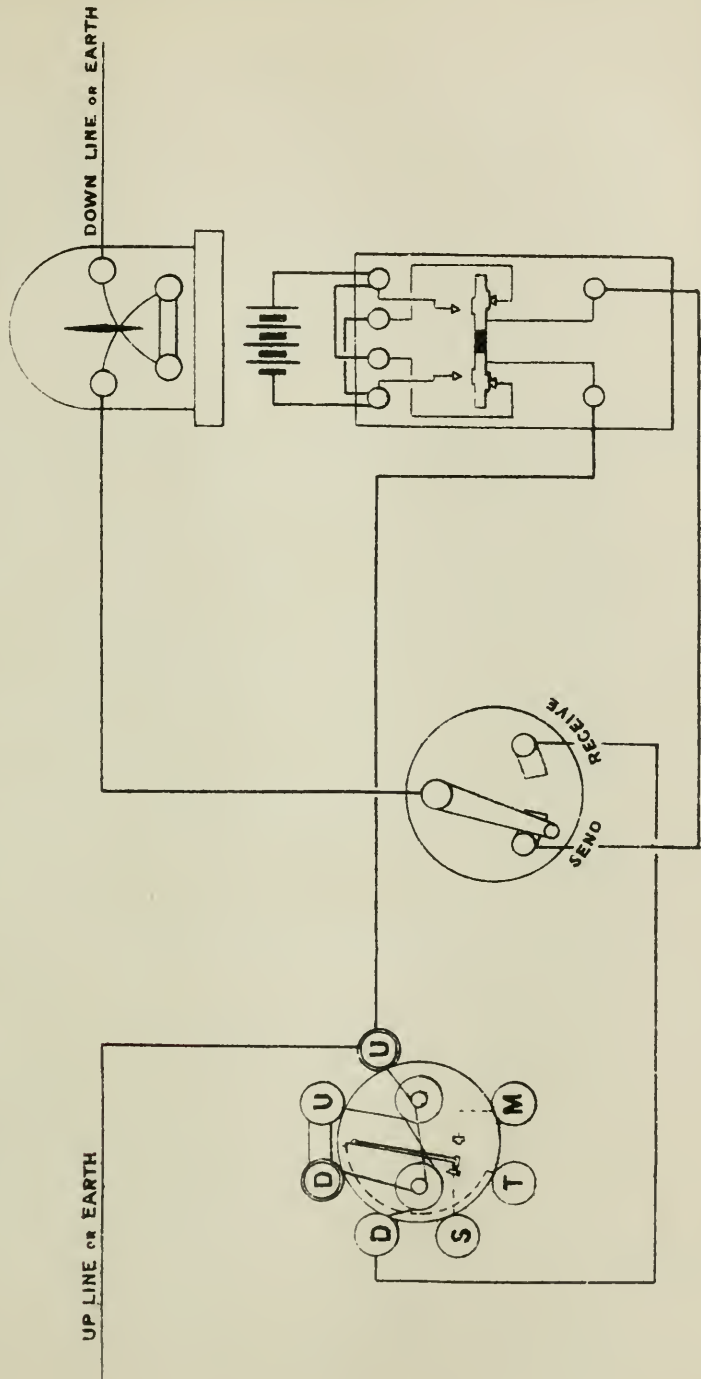 UP LINE OR EARTH
DOWN LINE OR EARTH
D
D
U
U
S
T
M
SEND
RECEIVE